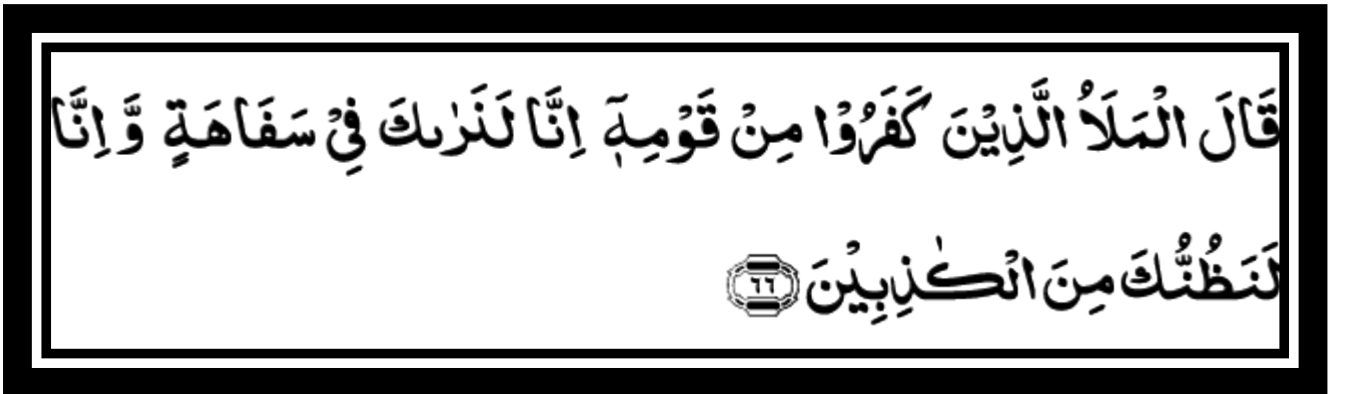 قَالَ الْمَلَاُ الَّذِيْنَ كَفَرُوْا مِنْ قَوْمِهٖۤ اِنَّا لَنَرٰىكَ فِيْ سَفَاهَةٍ وَّ اِنَّا
لَنَظُنُّكَ مِنَ الْكٰذِبِيْنَ ۝٦٦